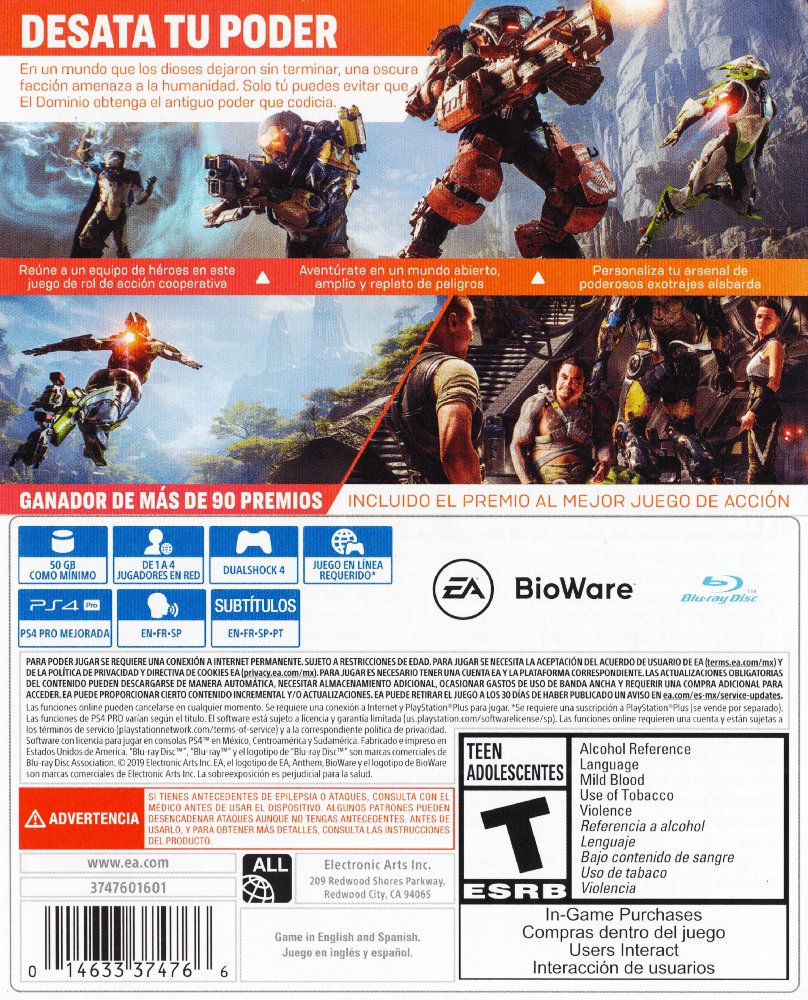 DESATA TU PODER
En un mundo que los dioses dejaron sin terminar, una oscura
facción amenaza a la humanidad. Solo tú puedes evitar que
El Dominio obtenga el antiguo poder que codicia.
Reúne a un equipo de héroes en este
juego de rol de acción cooperativa
Aventúrate en un mundo abierto,
amplio y repleto de peligros
Personaliza tu arsenal de
poderosos exotrajes alabarda
GANADOR DE MÁS DE 90 PREMIOS
INCLUIDO EL PREMIO AL MEJOR JUEGO DE ACCIÓN
50 GB
COMO MÍNIMO
DE 1 A 4
JUGADORES EN RED
DUALSHOCK 4
JUEGO EN LÍNEA
REQUERIDO*
PS4 Pro
PS4 PRO MEJORADA
EN•FR•SP
SUBTÍTULOS
EN•FR•SP•PT
EA
BioWare
Blu-ray Disc™
PARA PODER JUGAR SE REQUIERE UNA CONEXIÓN A INTERNET PERMANENTE. SUJETO A RESTRICCIONES DE EDAD. PARA JUGAR SE NECESITA LA ACEPTACIÓN DEL ACUERDO DE USUARIO DE EA (terms.ea.com/mx) Y
DE LA POLÍTICA DE PRIVACIDAD Y DIRECTIVA DE COOKIES EA (privacy.ea.com/mx). PARA JUGAR ES NECESARIO TENER UNA CUENTA EA Y LA PLATAFORMA CORRESPONDIENTE. LAS ACTUALIZACIONES OBLIGATORIAS
DEL CONTENIDO PUEDEN DESCARGARSE DE MANERA AUTOMÁTICA, NECESITAR ALMACENAMIENTO ADICIONAL, OCASIONAR GASTOS DE USO DE BANDA ANCHA Y REQUERIR UNA COMPRA ADICIONAL PARA
ACCEDER. EA PUEDE PROPORCIONAR CIERTO CONTENIDO INCREMENTAL Y/O ACTUALIZACIONES. EA PUEDE RETIRAR EL JUEGO A LOS 30 DÍAS DE HABER PUBLICADO UN AVISO EN ea.com/es-mx/service-updates.
Las funciones online pueden cancelarse en cualquier momento. Se requiere una conexión a Internet y PlayStation®Plus para jugar. *Se requiere una suscripción a PlayStation®Plus (se vende por separado).
Las funciones de PS4 PRO varían según el título. El software está sujeto a licencia y garantía limitada (us.playstation.com/softwarelicense/sp). Las funciones online requieren una cuenta y están sujetas a
los términos de servicio (playstationnetwork.com/terms-of-service) y a la correspondiente política de privacidad.
Software con licencia para jugar en consolas PS4™ en México, Centroamérica y Sudamérica. Fabricado e impreso en
Estados Unidos de America. "Blu-ray Disc™", "Blu-ray™" y el logotipo de "Blu-ray Disc™" son marcas comerciales de
Blu-ray Disc Association. © 2019 Electronic Arts Inc. EA, el logotipo de EA, Anthem, BioWare y el logotipo de BioWare
son marcas comerciales de Electronic Arts Inc. La sobreexposición es perjudicial para la salud.
ADVERTENCIA
SI TIENES ANTECEDENTES DE EPILEPSIA O ATAQUES, CONSULTA CON EL
MÉDICO ANTES DE USAR EL DISPOSITIVO. ALGUNOS PATRONES PUEDEN
DESENCADENAR ATAQUES AUNQUE NO TENGAS ANTECEDENTES. ANTES DE
USARLO, Y PARA OBTENER MÁS DETALLES, CONSULTA LAS INSTRUCCIONES
DEL PRODUCTO.
www.ea.com
3747601601
ALL
Electronic Arts Inc.
209 Redwood Shores Parkway,
Redwood City, CA 94065
0 14633 37476 6
Game in English and Spanish.
Juego en inglés y español.
TEEN
ADOLESCENTES
T
ESRB
Alcohol Reference
Language
Mild Blood
Use of Tobacco
Violence
Referencia a alcohol
Lenguaje
Bajo contenido de sangre
Uso de tabaco
Violencia
In-Game Purchases
Compras dentro del juego
Users Interact
Interacción de usuarios